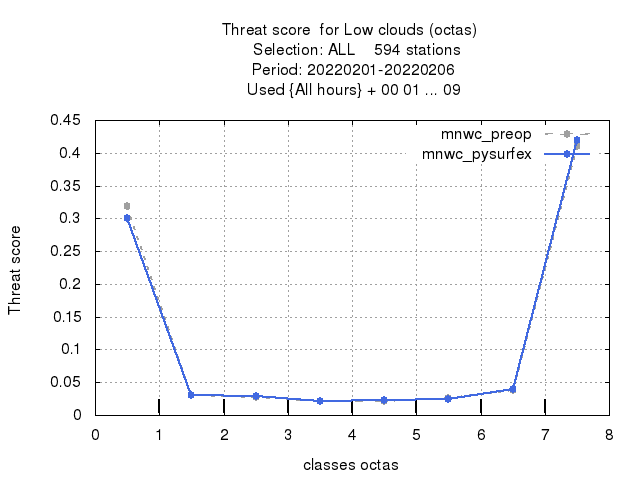 Threat score  for Low clouds (octas)
Selection: ALL    594 stations
Period: 20220201-20220206
Used {All hours} + 00 01 ... 09
mnwc_preop
mnwc_pysurfex
0.45
0.4
0.35
0.3
0.25
0.2
0.15
0.1
0.05
0
Threat score
0 1 2 3 4 5 6 7 8
classes octas